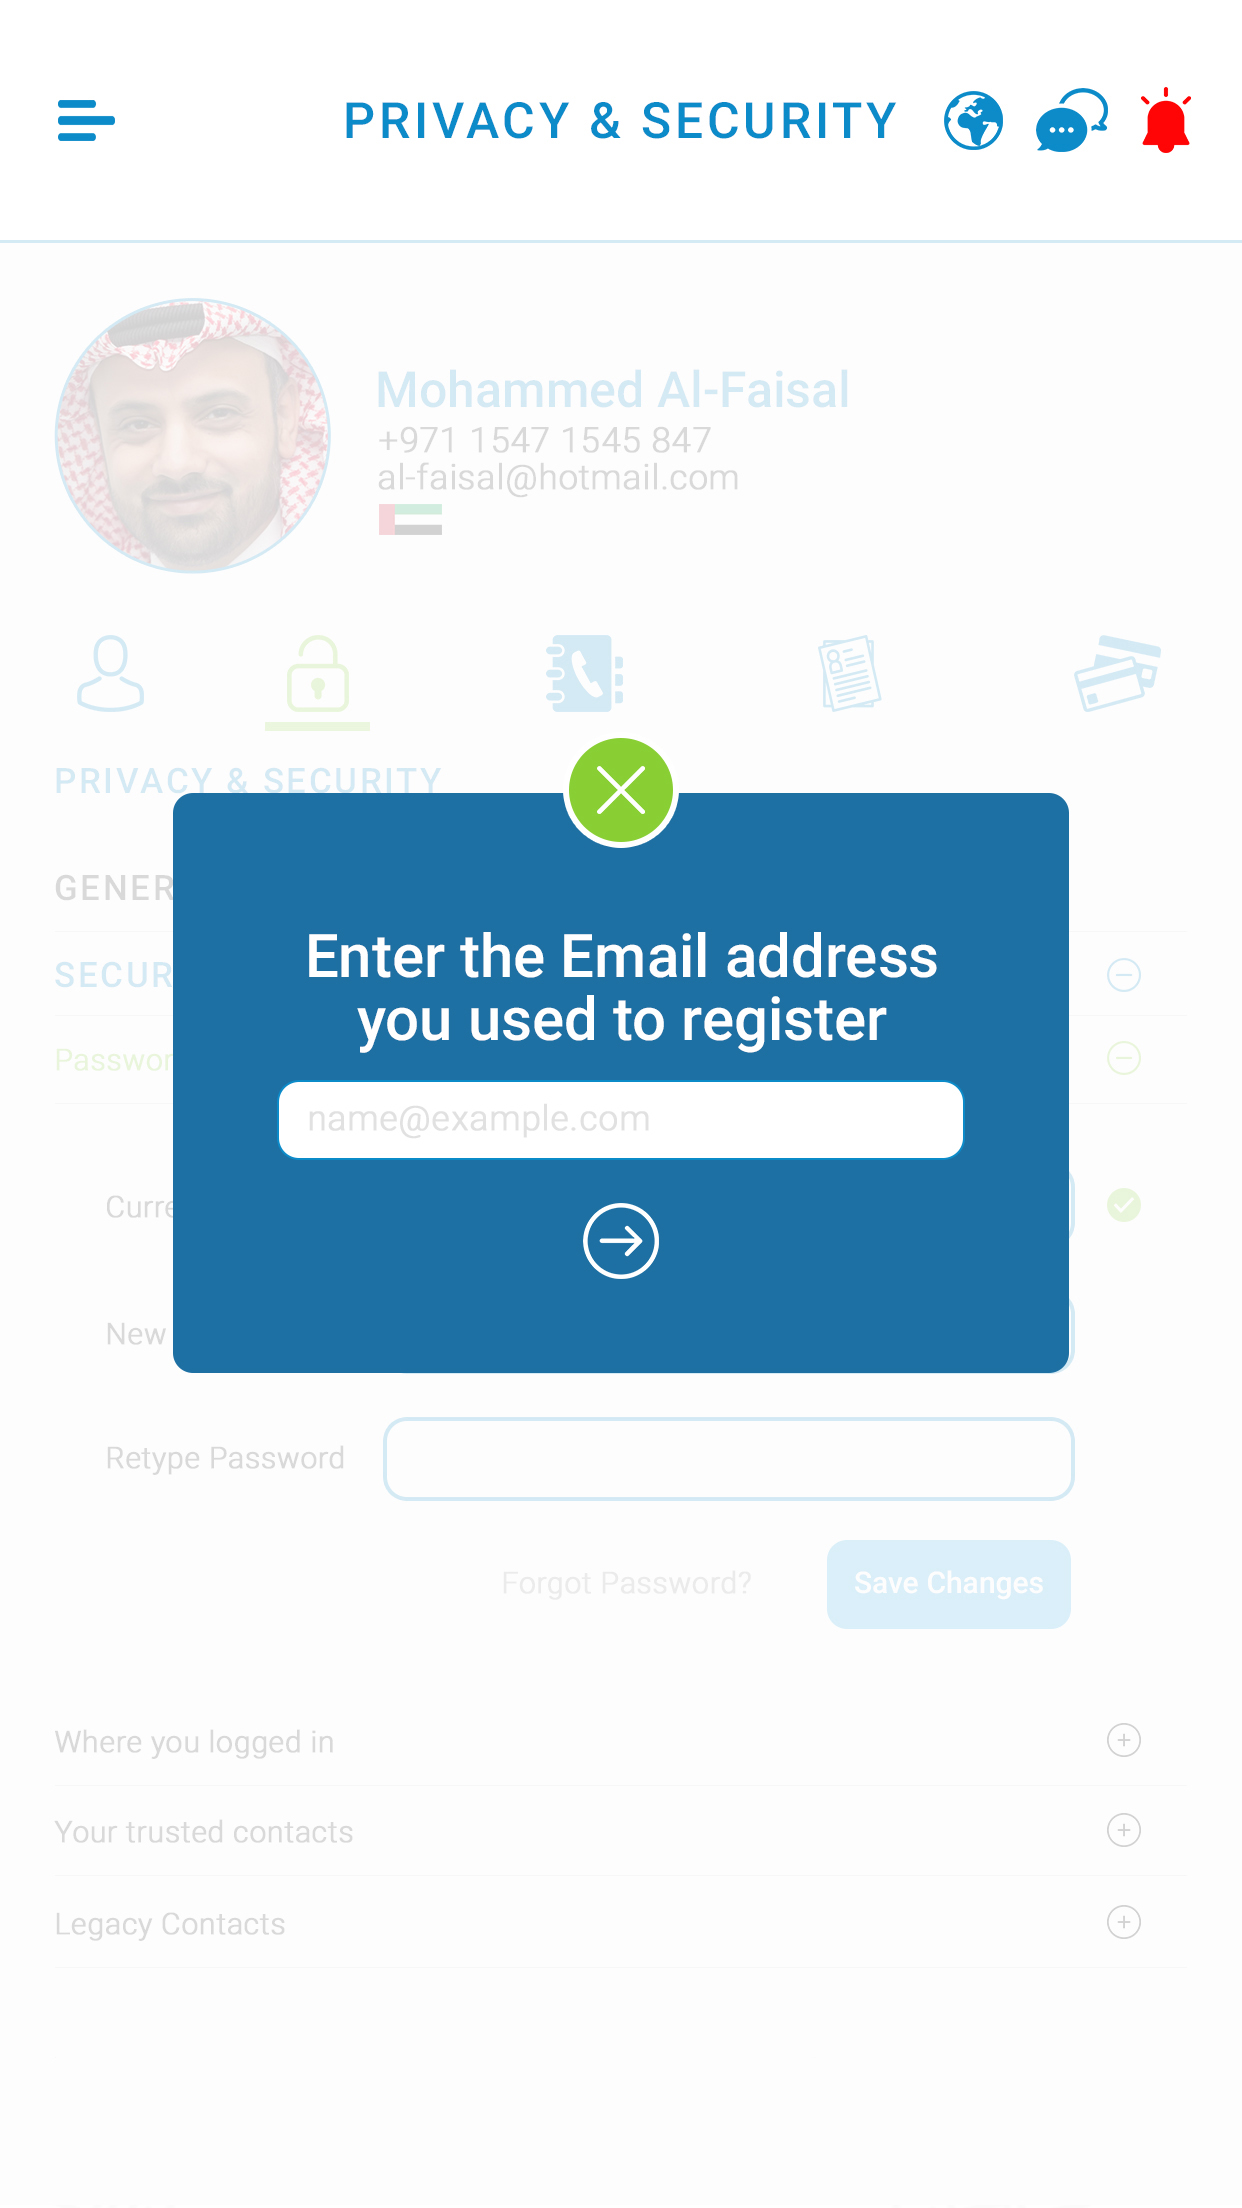 PRIVACY & SECURITY
Mohammed Al-Faisal
+971 1547 1545 847
al-faisal@hotmail.com
PRIVACY & SECURITY
GENER
SECUR
Passwor
Enter the Email address
you used to register
name@example.com
Curre
New
Retype Password
Forgot Password?
Save Changes
Where you logged in
Your trusted contacts
Legacy Contacts